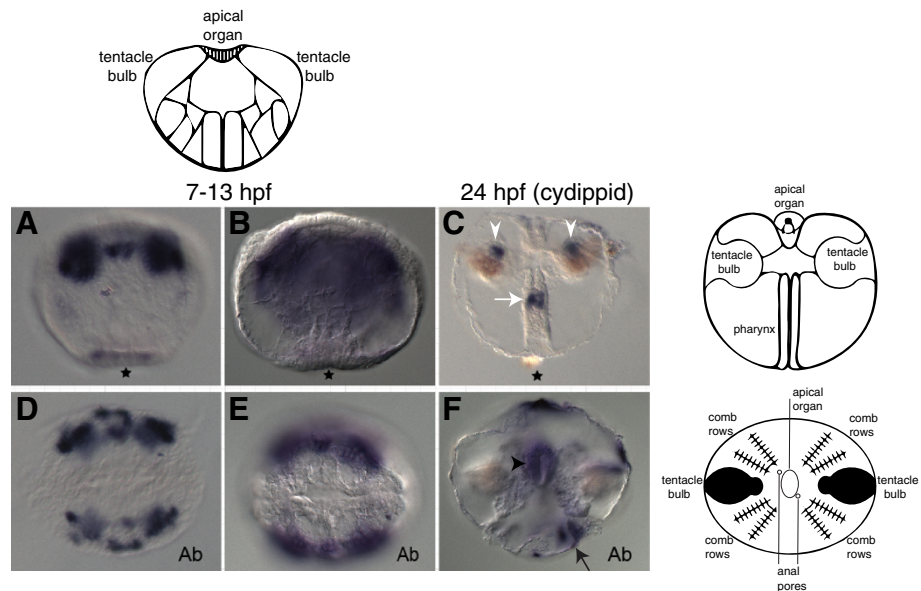 apical
organ
tentacle
bulb
tentacle
bulb
7-13 hpf
24 hpf (cydippid)
A
B
C
apical
organ
tentacle
bulb
tentacle
bulb
pharynx
D
Ab
E
Ab
F
Ab
apical
organ
comb
rows
comb
rows
tentacle
bulb
tentacle
bulb
comb
rows
comb
rows
anal
pores